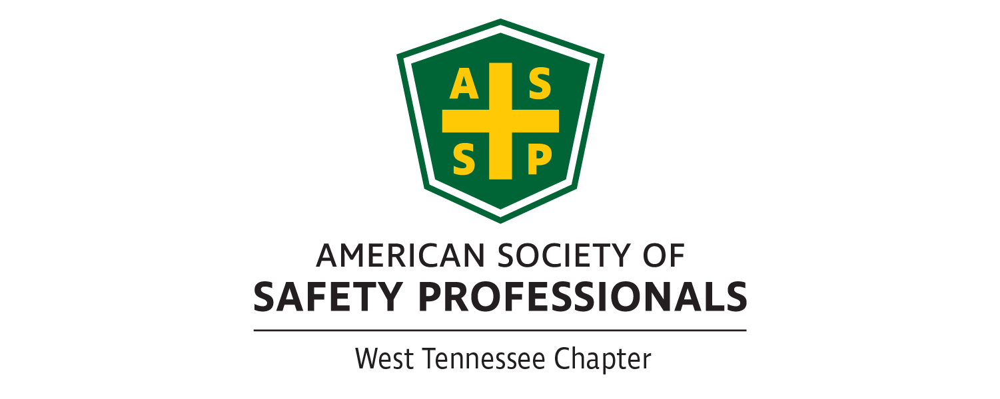 A S
S P
AMERICAN SOCIETY OF
SAFETY PROFESSIONALS
West Tennessee Chapter